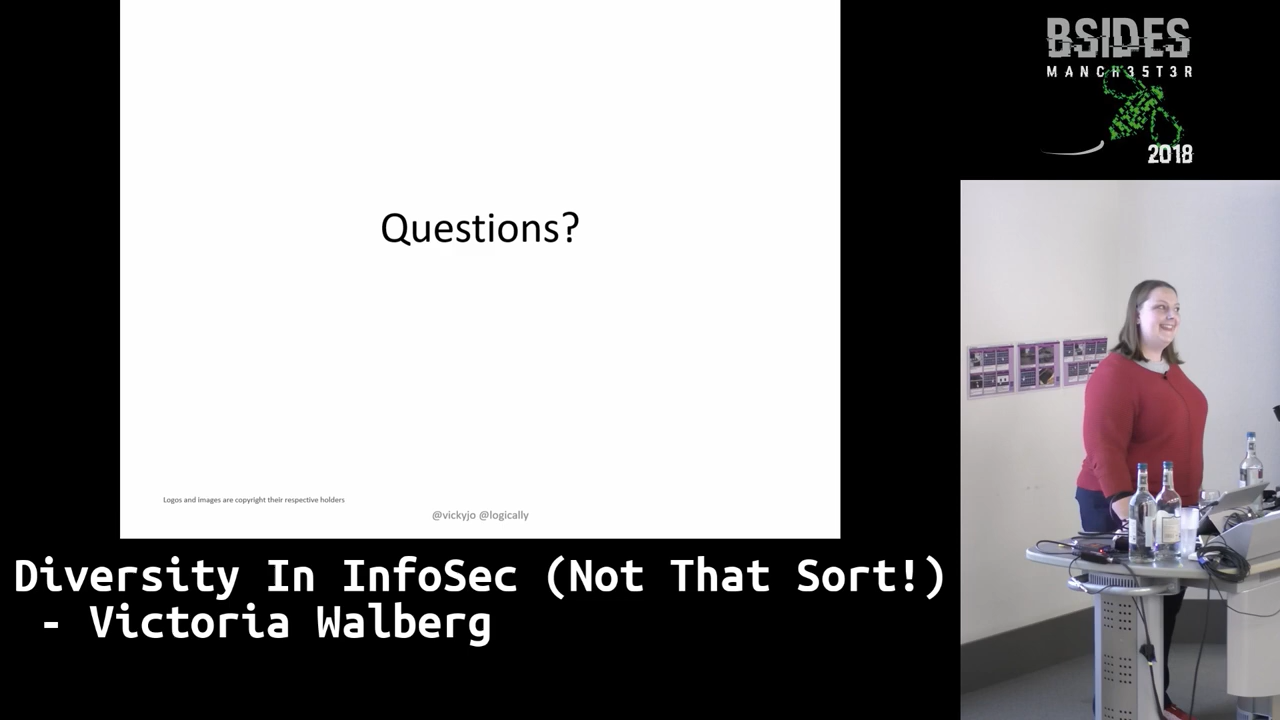 BSIDES
MANCH35T3R
2018
Questions?
Logos and images are copyright their respective holders
@vickyjo @logically
Diversity In InfoSec (Not That Sort!)
- Victoria Walberg